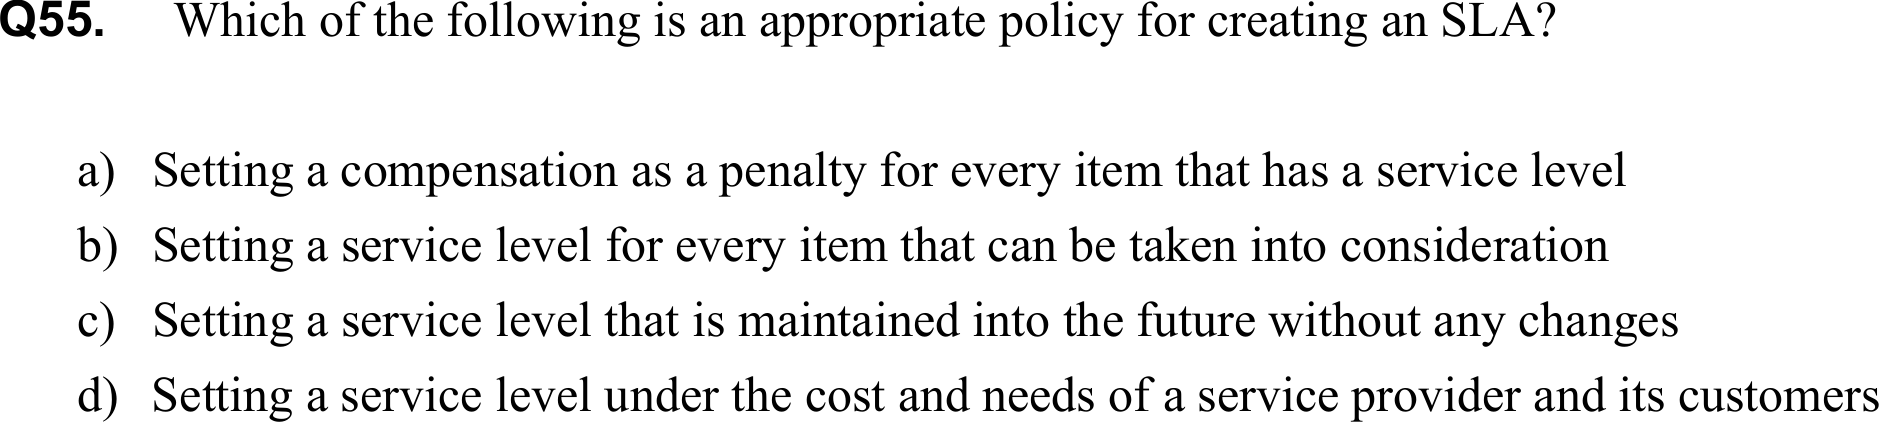 Q55. Which of the following is an appropriate policy for creating an SLA?
a) Setting a compensation as a penalty for every item that has a service level
b) Setting a service level for every item that can be taken into consideration
c) Setting a service level that is maintained into the future without any changes
d) Setting a service level under the cost and needs of a service provider and its customers